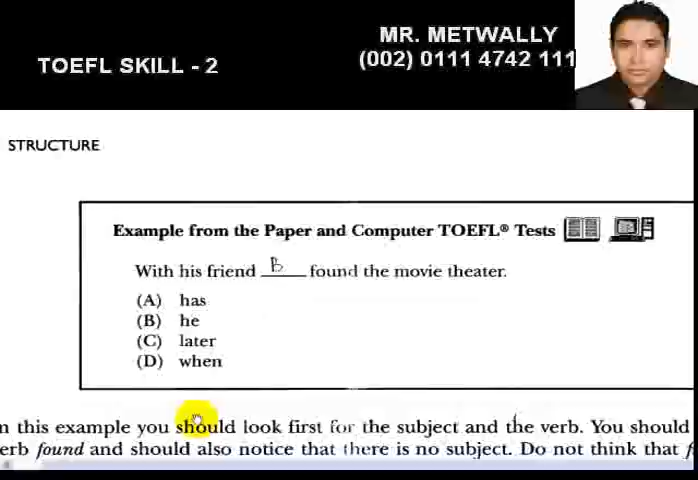 MR. METWALLY
TOEFL SKILL - 2
(002) 0111 4742 111
STRUCTURE
Example from the Paper and Computer TOEFL® Tests
With his friend B found the movie theater.
(A) has
(B) he
(C) later
(D) when
n this example you should look first for the subject and the verb. You should
erb found and should also notice that there is no subject. Do not think that f